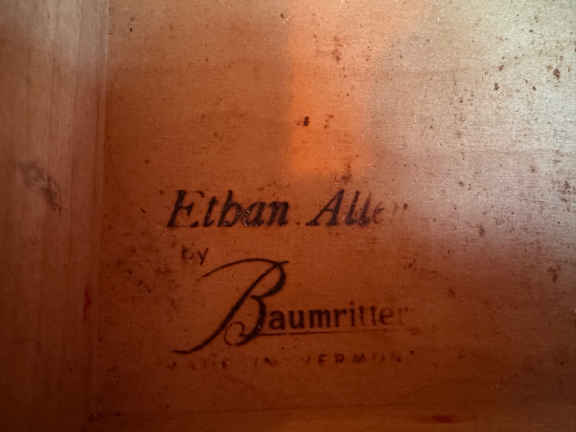 Ethan Allen
by
Baumritter
MADE IN VERMONT